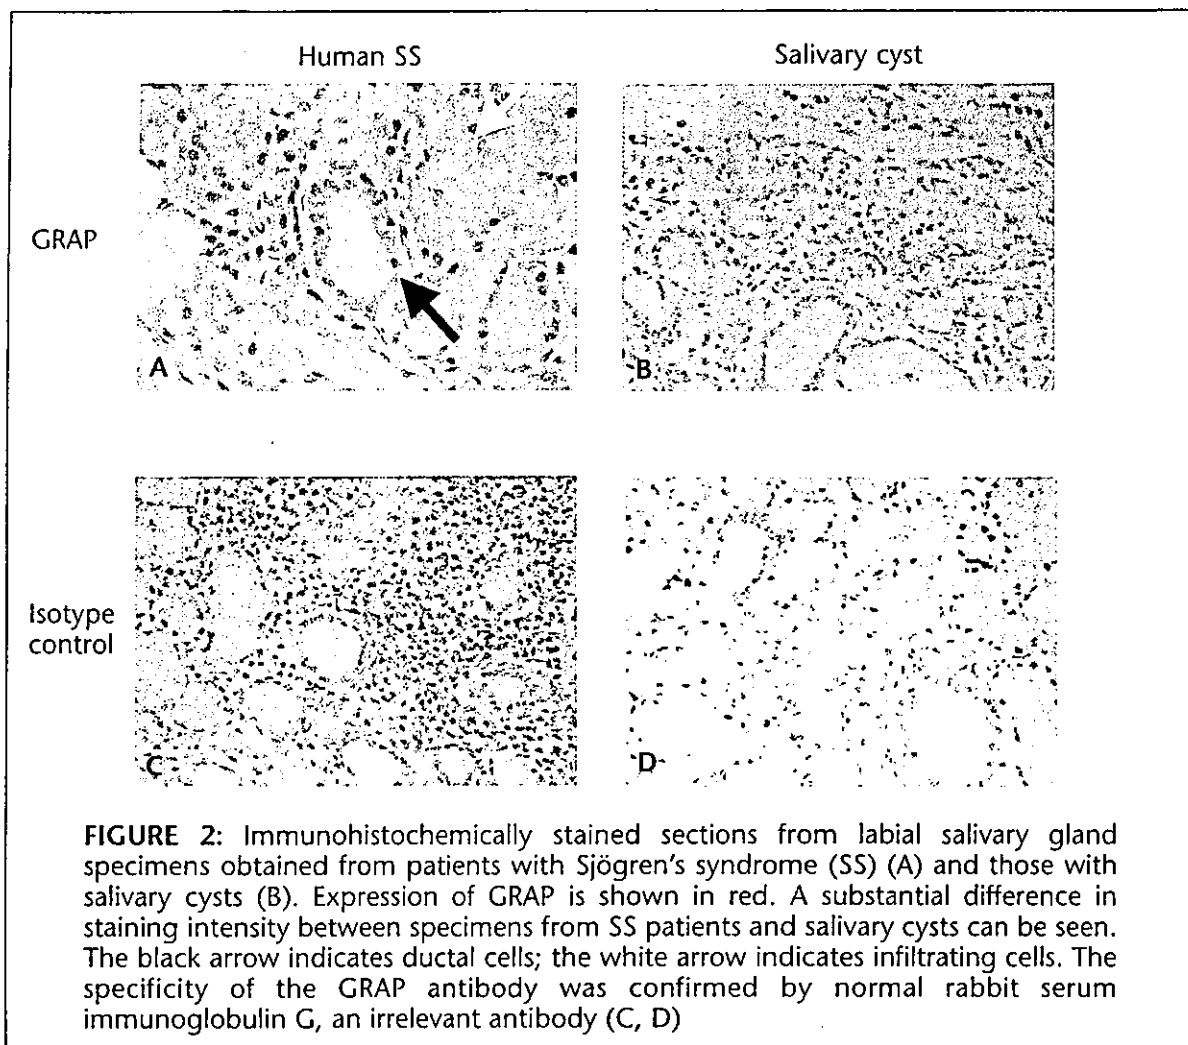 Human SS
Salivary cyst
GRAP
A
B
Isotype
control
C
D
FIGURE 2: Immunohistochemically stained sections from labial salivary gland
specimens obtained from patients with Sjögren's syndrome (SS) (A) and those with
salivary cysts (B). Expression of GRAP is shown in red. A substantial difference in
staining intensity between specimens from SS patients and salivary cysts can be seen.
The black arrow indicates ductal cells; the white arrow indicates infiltrating cells. The
specificity of the GRAP antibody was confirmed by normal rabbit serum
immunoglobulin G, an irrelevant antibody (C, D)